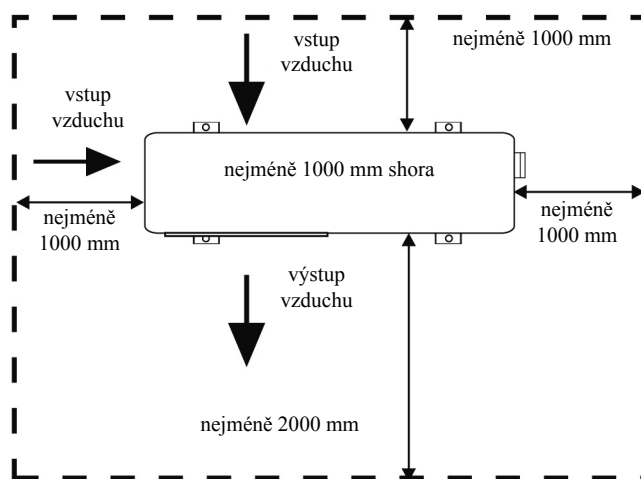 vstup
vzduchu
nejméně 1000 mm
vstup
vzduchu
nejméně 1000 mm shora
nejméně
1000 mm
nejméně
1000 mm
výstup
vzduchu
nejméně 2000 mm